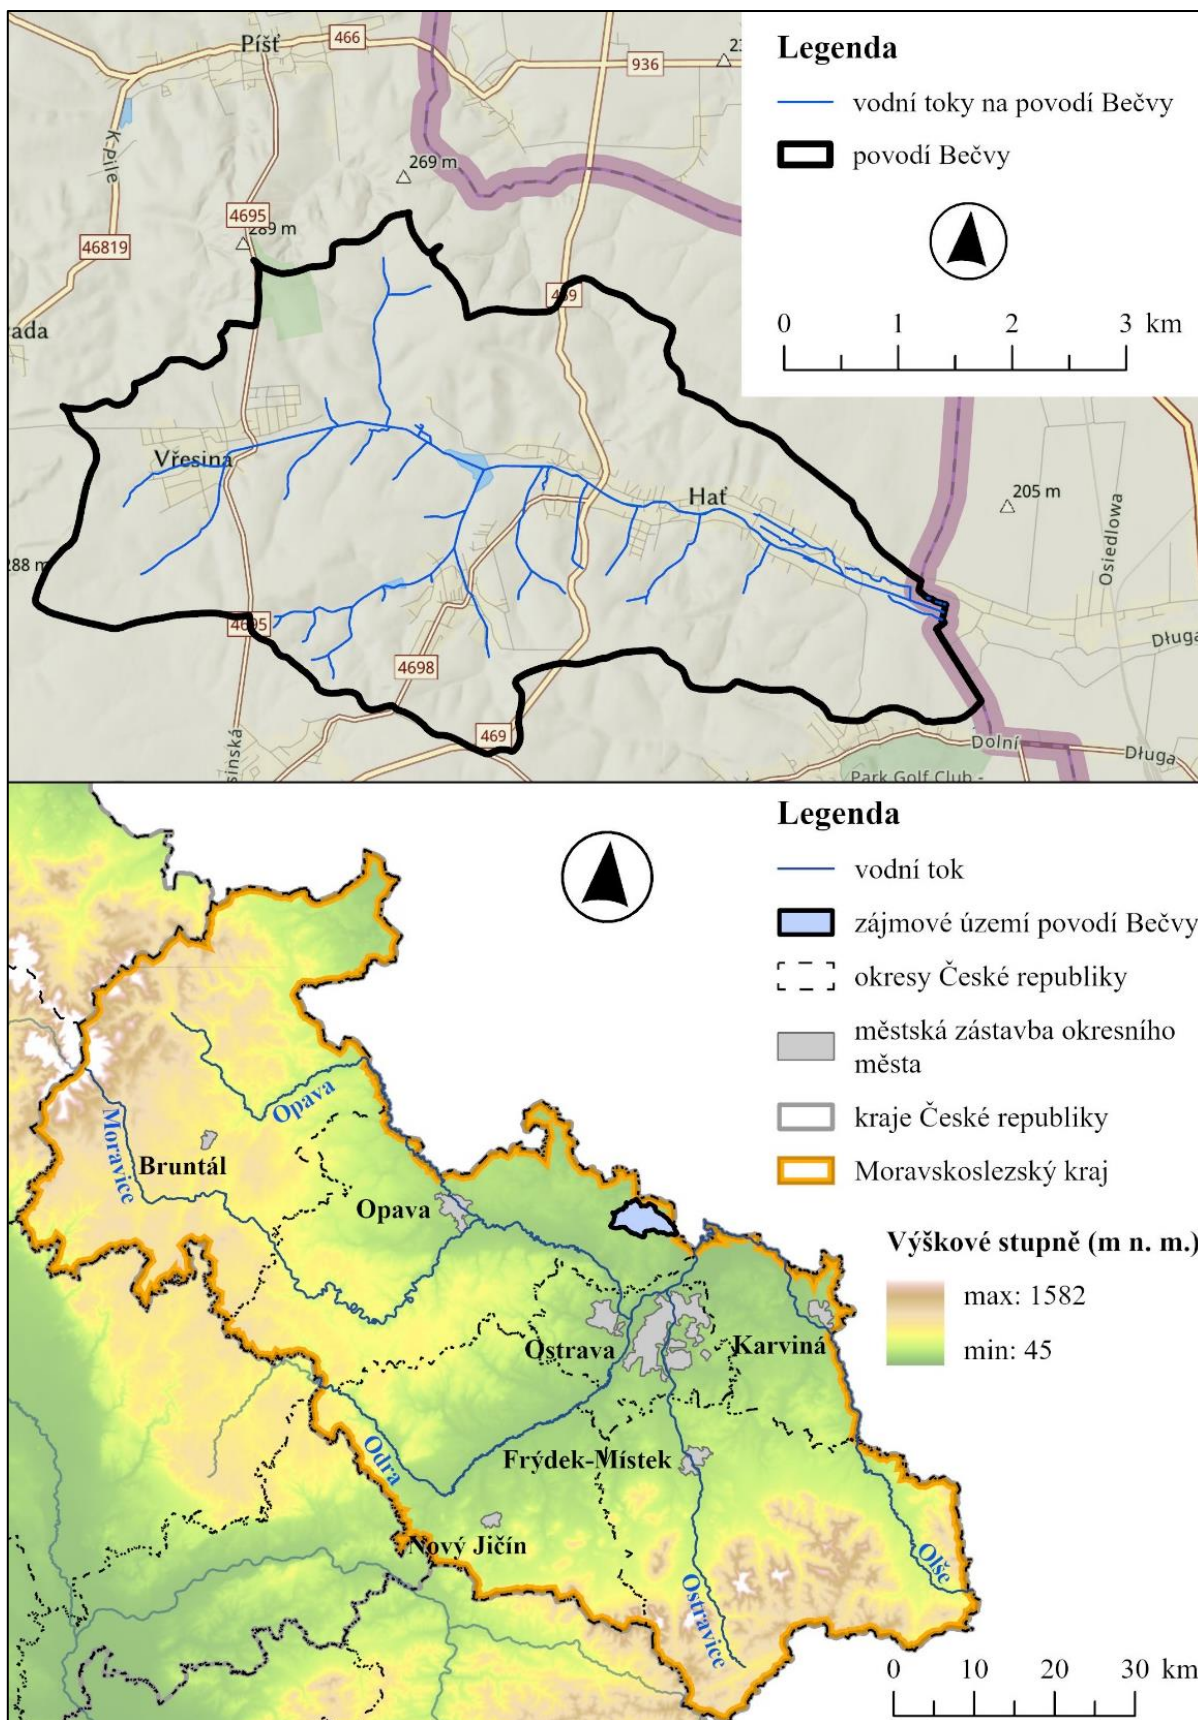 Píšť
466
936
K Pile
269 m
4695
289 m
46819
rada
469
Vřesina
Hať
205 m
Osiedlowa
288 m
4695
4698
469
sinská
Długa
Dolní
Długa
Park Golf Club -
Legenda
vodní toky na povodí Bečvy
povodí Bečvy
0 1 2 3 km
Legenda
vodní tok
zájmové území povodí Bečvy
okresy České republiky
městská zástavba okresního
města
kraje České republiky
Moravskoslezský kraj
Výškové stupně (m n. m.)
max: 1582
min: 45
Opava
Moravice
Bruntál
Opava
Ostrava
Karviná
Odra
Frýdek-Místek
Nový Jičín
Ostravice
Olše
0 10 20 30 km